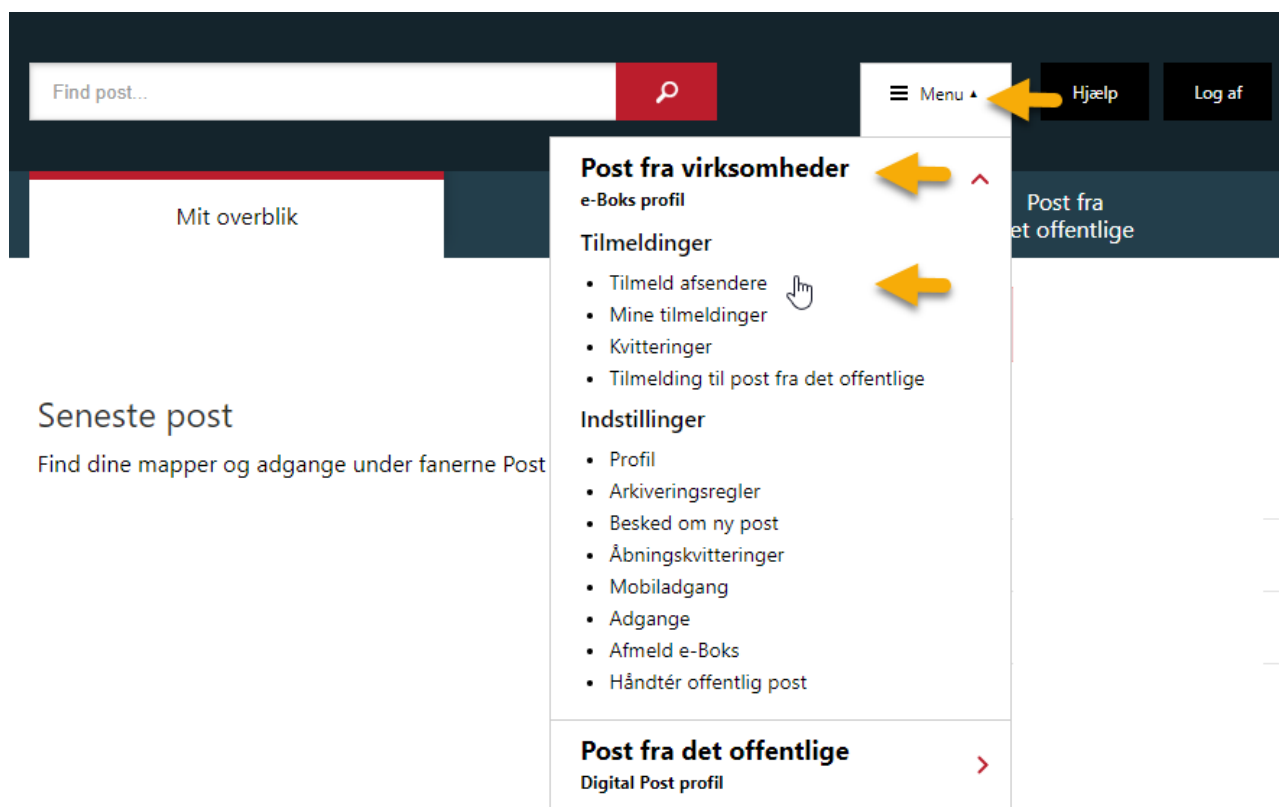 Find post...
Menu
Hjælp
Log af
Mit overblik
Post fra
et offentlige
Post fra virksomheder
e-Boks profil
Tilmeldinger
Tilmeld afsendere
Mine tilmeldinger
Kvitteringer
Tilmelding til post fra det offentlige
Indstillinger
Profil
Arkiveringsregler
Besked om ny post
Åbningskvitteringer
Mobiladgang
Adgange
Afmeld e-Boks
Håndtér offentlig post
Post fra det offentlige
Digital Post profil
Seneste post
Find dine mapper og adgange under fanerne Post